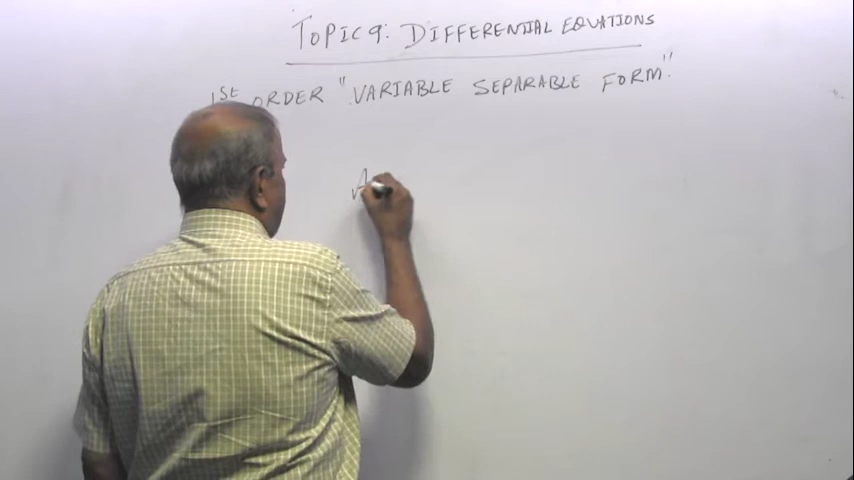 TOPIC 9: DIFFERENTIAL EQUATIONS
1ST ORDER "VARIABLE SEPARABLE FORM".
A